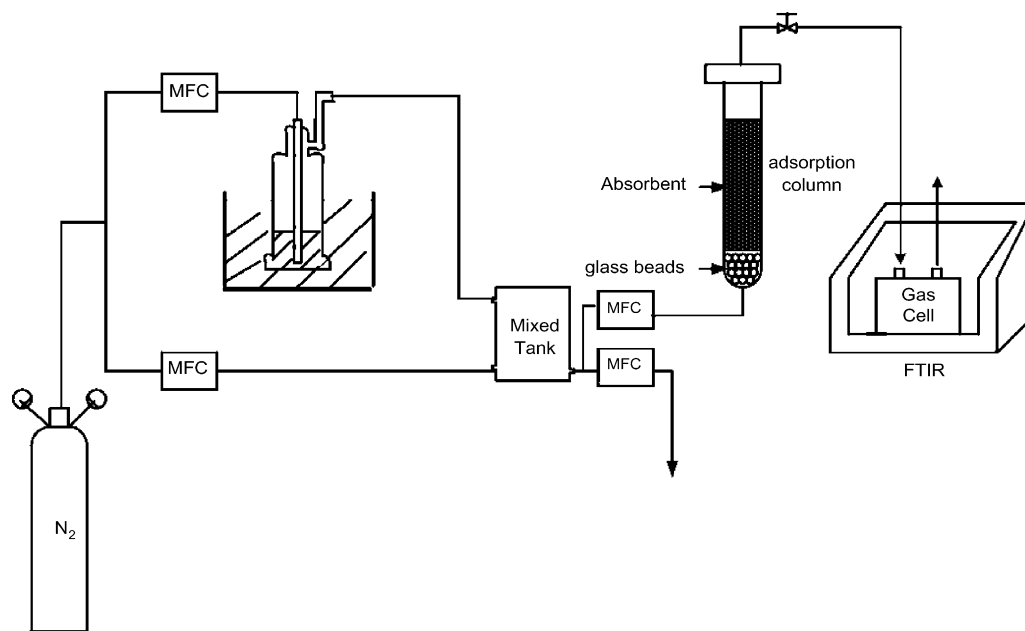 MFC
adsorption
column
Absorbent
glass beads
Gas
Cell
MFC
Mixed
Tank
MFC
MFC
FTIR
N₂